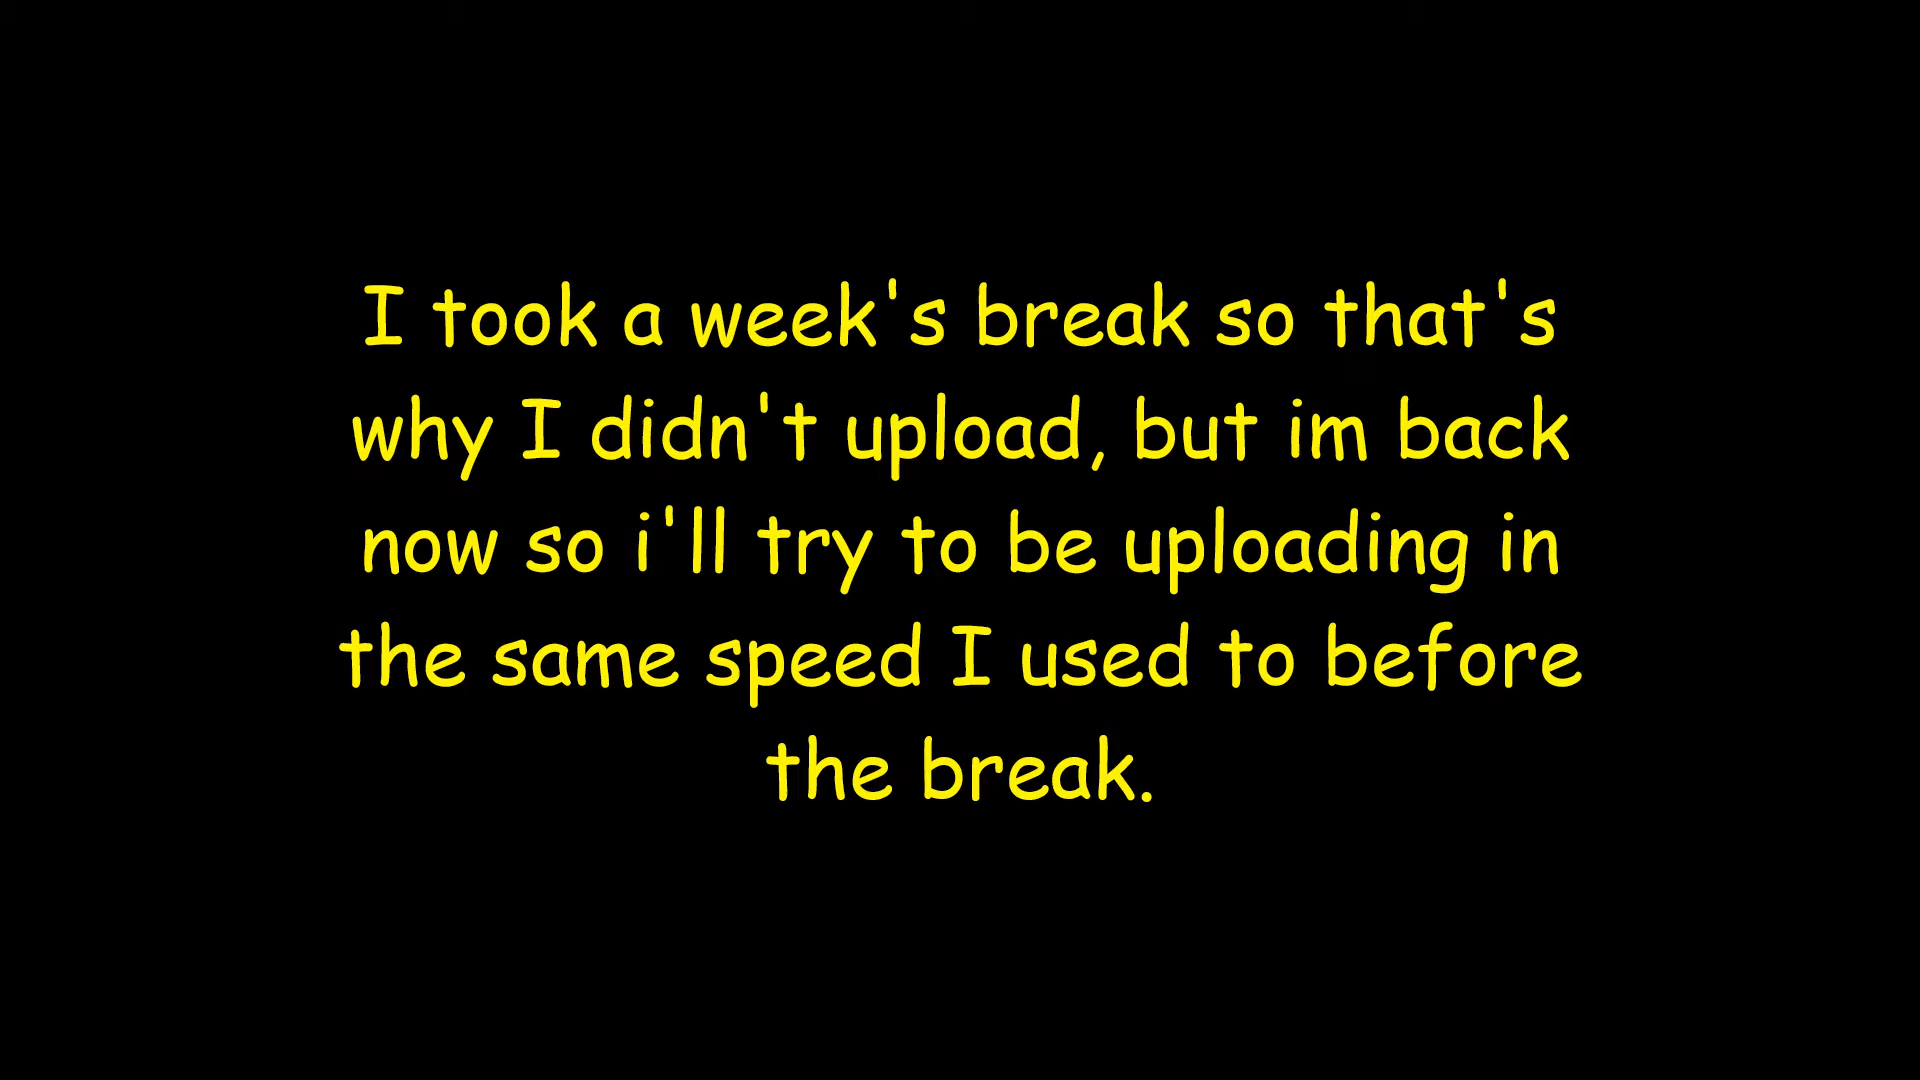 I took a week's break so that's
why I didn't upload, but im back
now so i'll try to be uploading in
the same speed I used to before
the break.